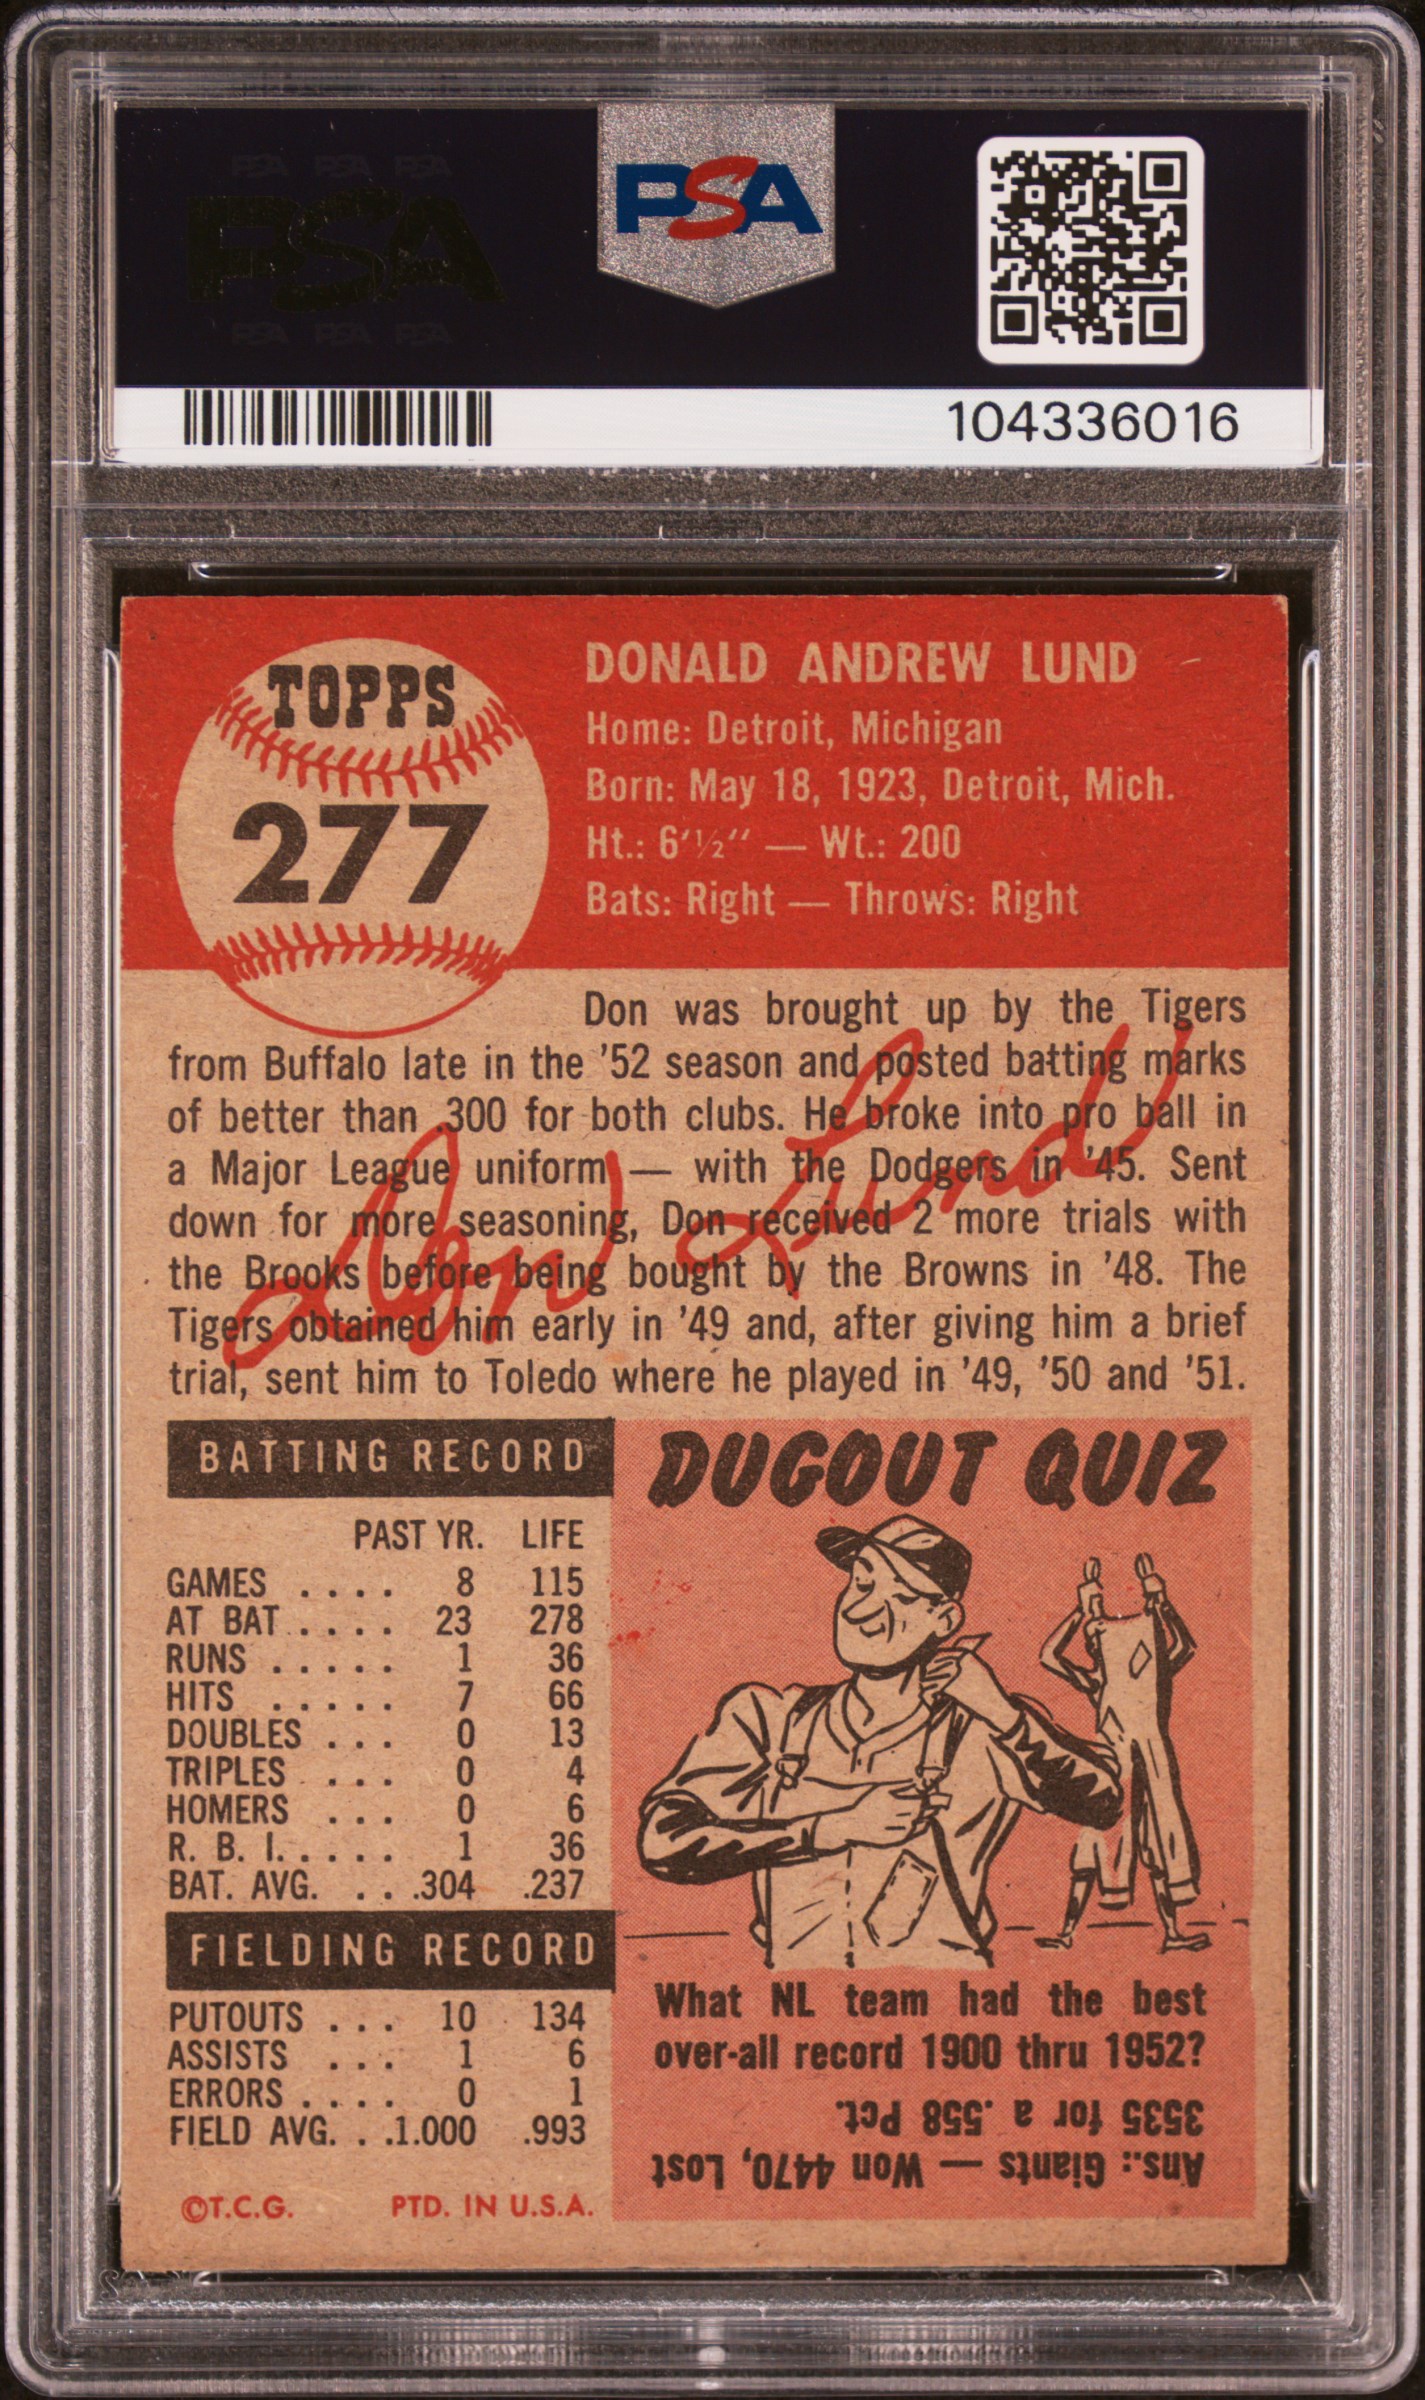 PSA PSA PSA
PSA
PSA
PSA PSA PSA
104336016
TOPPS
277
DONALD ANDREW LUND
Home: Detroit, Michigan
Born: May 18, 1923, Detroit, Mich.
Ht.: 6'½'' — Wt.: 200
Bats: Right — Throws: Right
Don was brought up by the Tigers
from Buffalo late in the '52 season and posted batting marks
of better than .300 for both clubs. He broke into pro ball in
a Major League uniform — with the Dodgers in '45. Sent
down for more seasoning, Don received 2 more trials with
the Brooks before being bought by the Browns in '48. The
Tigers obtained him early in '49 and, after giving him a brief
trial, sent him to Toledo where he played in '49, '50 and '51.
Don Lund
BATTING RECORD
PAST YR. LIFE
GAMES .... 8 115
AT BAT ..... 23 278
RUNS ..... 1 36
HITS ..... 7 66
DOUBLES ... 0 13
TRIPLES ... 0 4
HOMERS ... 0 6
R. B. I. ..... 1 36
BAT. AVG. . . .304 .237
FIELDING RECORD
PUTOUTS ... 10 134
ASSISTS ... 1 6
ERRORS .... 0 1
FIELD AVG. . .1.000 .993
©T.C.G. PTD. IN U.S.A.
DUGOUT QUIZ
What NL team had the best
over-all record 1900 thru 1952?
Ans.: Giants — Won 4470, Lost
3535 for a .558 Pct.